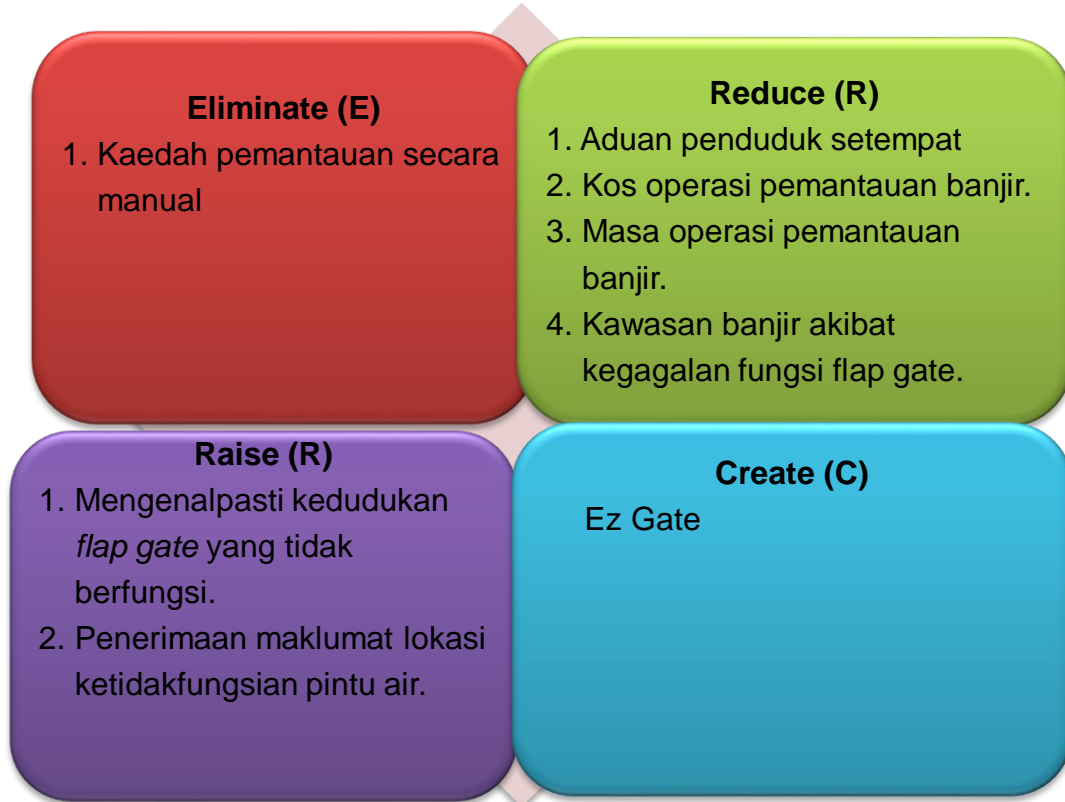 Eliminate (E)
1. Kaedah pemantauan secara
manual
Reduce (R)
1. Aduan penduduk setempat
2. Kos operasi pemantauan banjir.
3. Masa operasi pemantauan
banjir.
4. Kawasan banjir akibat
kegagalan fungsi flap gate.
Raise (R)
1. Mengenalpasti kedudukan
flap gate yang tidak
berfungsi.
2. Penerimaan maklumat lokasi
ketidakfungsian pintu air.
Create (C)
Ez Gate